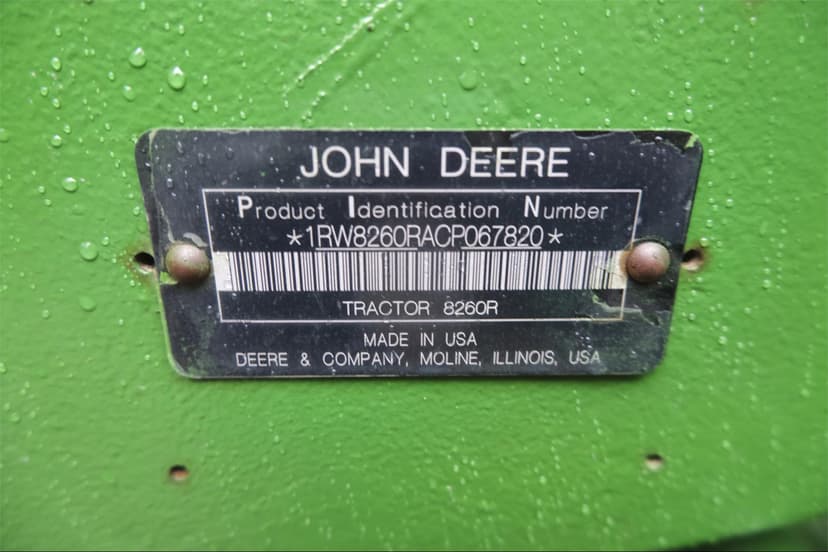 JOHN DEERE
Product Identification Number
*1RW8260RACP067820*
TRACTOR 8260R
MADE IN USA
DEERE & COMPANY, MOLINE, ILLINOIS, USA